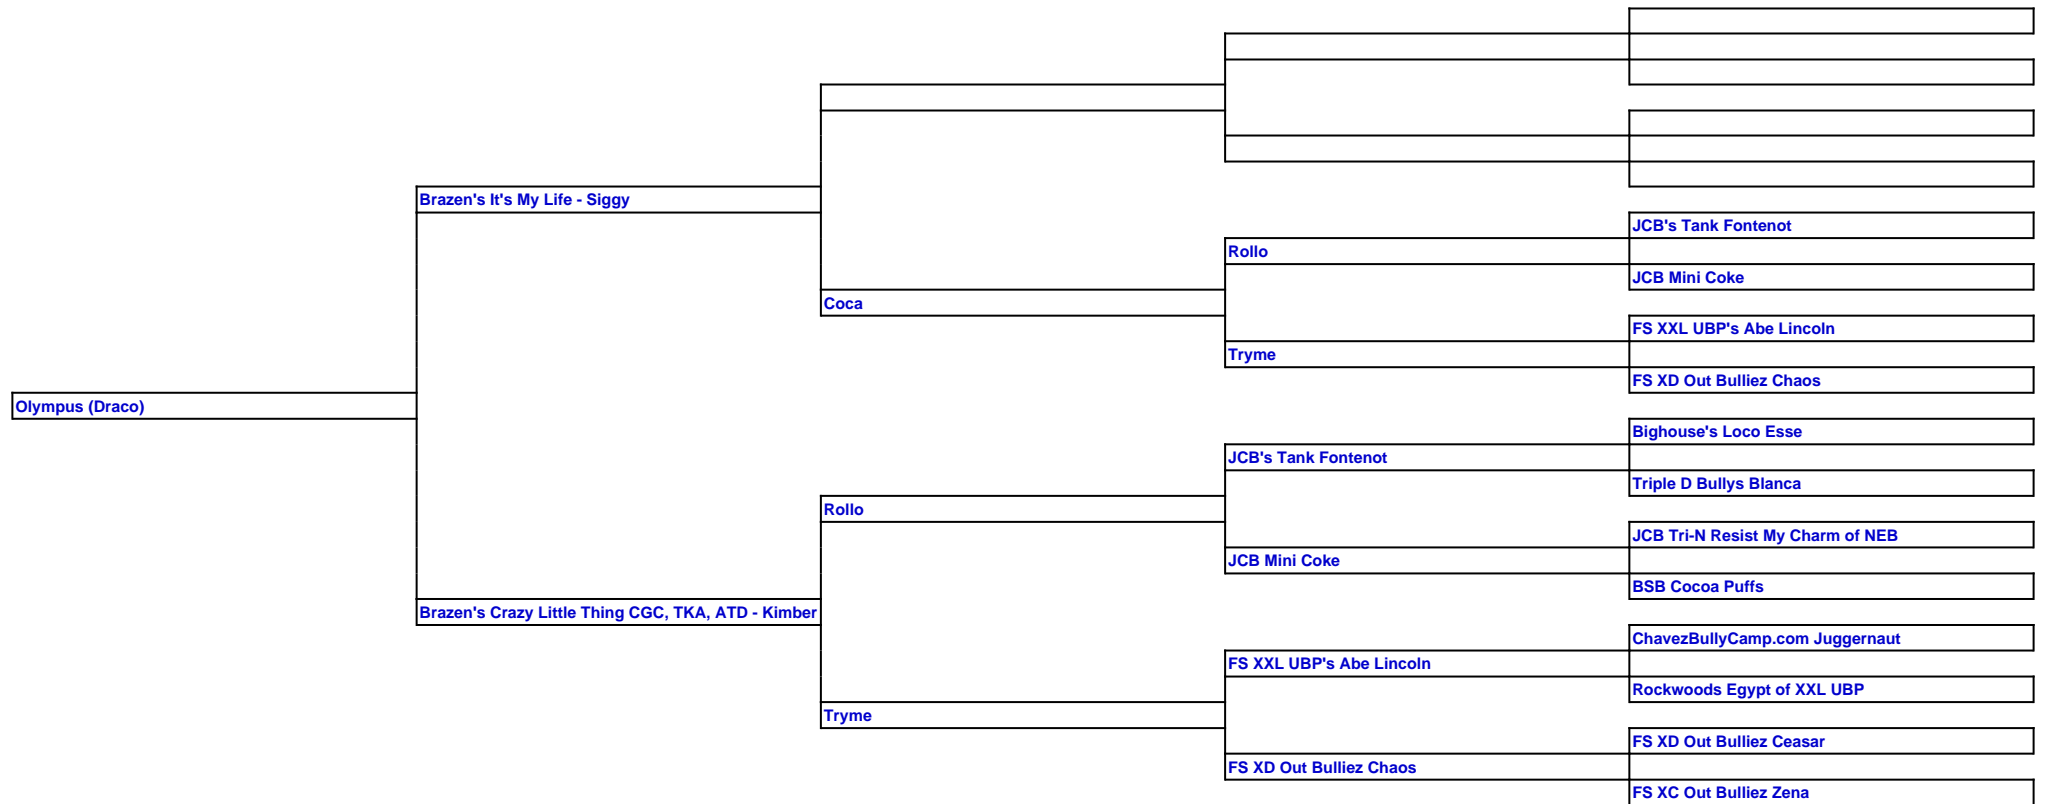 Brazen's It's My Life - Siggy
JCB's Tank Fontenot
Rollo
JCB Mini Coke
Coca
FS XXL UBP's Abe Lincoln
Tryme
FS XD Out Bulliez Chaos
Olympus (Draco)
Bighouse's Loco Esse
JCB's Tank Fontenot
Triple D Bullys Blanca
Rollo
JCB Tri-N Resist My Charm of NEB
JCB Mini Coke
BSB Cocoa Puffs
Brazen's Crazy Little Thing CGC, TKA, ATD - Kimber
ChavezBullyCamp.com Juggernaut
FS XXL UBP's Abe Lincoln
Rockwoods Egypt of XXL UBP
Tryme
FS XD Out Bulliez Ceasar
FS XD Out Bulliez Chaos
FS XC Out Bulliez Zena